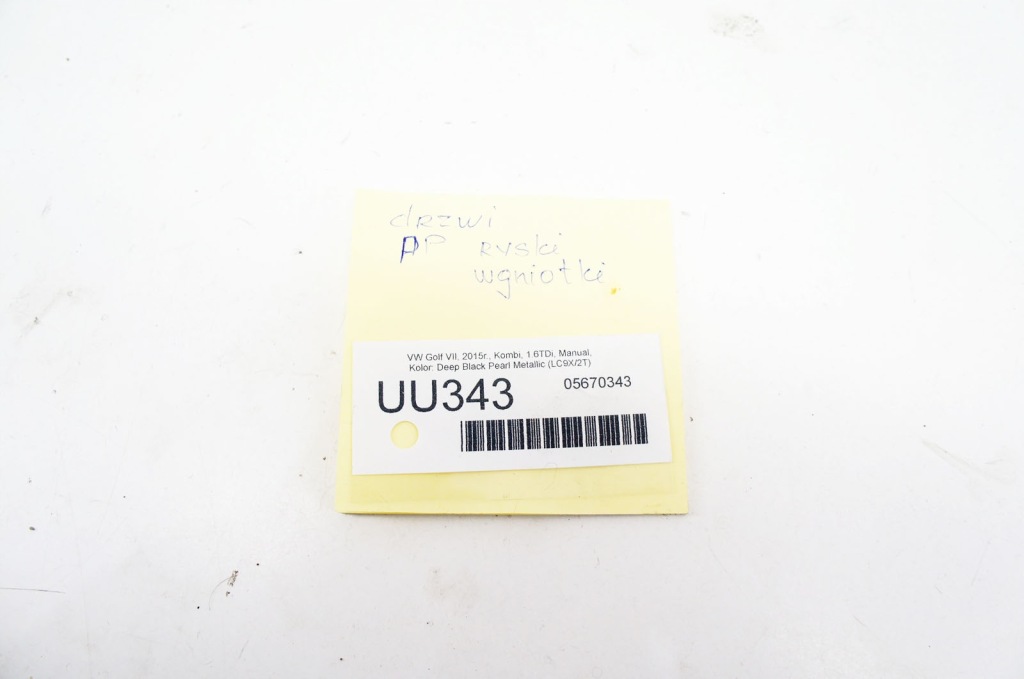 drzwi
PP ryski
wgniotki
VW Golf VII, 2015r., Kombi, 1.6TDi, Manual,
Kolor: Deep Black Pearl Metallic (LC9X/2T)
UU343 05670343